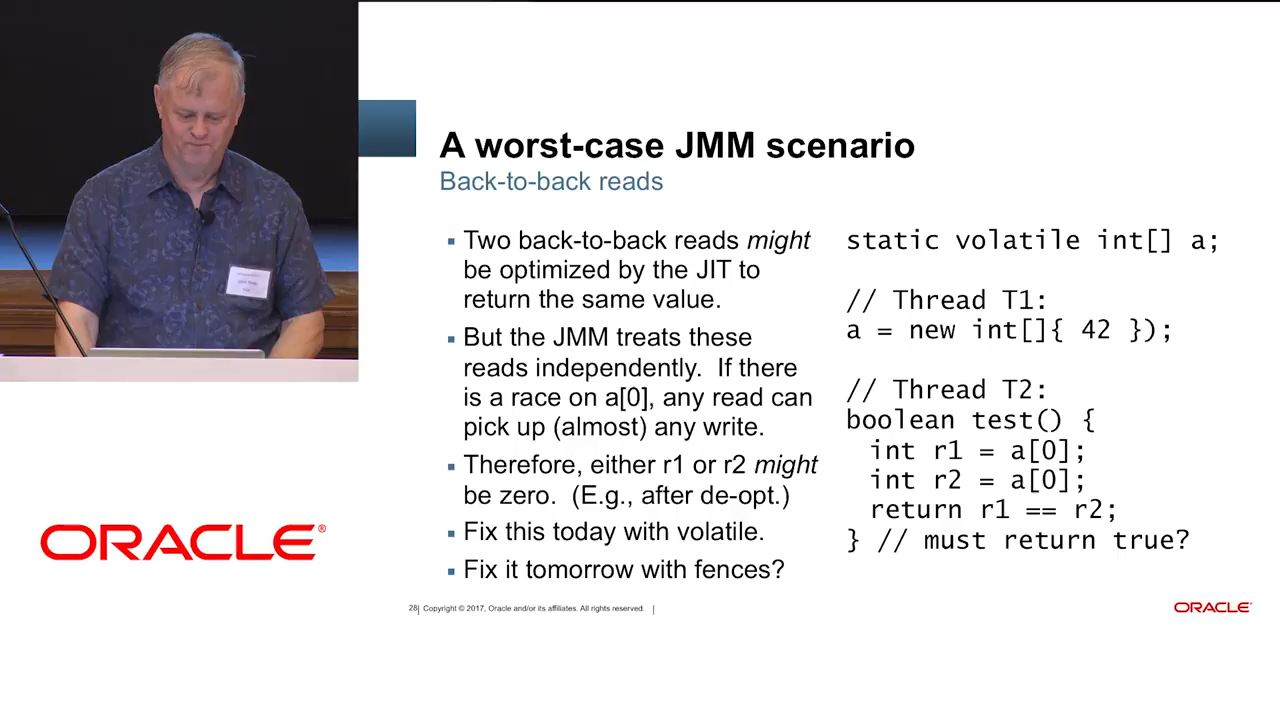 A worst-case JMM scenario
Back-to-back reads
▪ Two back-to-back reads might
be optimized by the JIT to
return the same value.
▪ But the JMM treats these
reads independently.  If there
is a race on a[0], any read can
pick up (almost) any write.
▪ Therefore, either r1 or r2 might
be zero.  (E.g., after de-opt.)
▪ Fix this today with volatile.
▪ Fix it tomorrow with fences?
static volatile int[] a;
// Thread T1:
a = new int[]{ 42 });
// Thread T2:
boolean test() {
int r1 = a[0];
int r2 = a[0];
return r1 == r2;
} // must return true?
ORACLE®
28| Copyright © 2017, Oracle and/or its affiliates. All rights reserved. |
ORACLE®